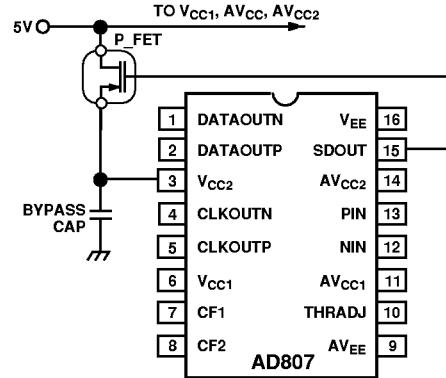 TO VCC1, AVCC, AVCC2
5V
P_FET
1 DATAOUTN VEE 16
2 DATAOUTP SDOUT 15
3 VCC2 AVCC2 14
BYPASS CAP
4 CLKOUTN PIN 13
5 CLKOUTP NIN 12
6 VCC1 AVCC1 11
7 CF1 THRADJ 10
8 CF2 AVEE 9
AD807